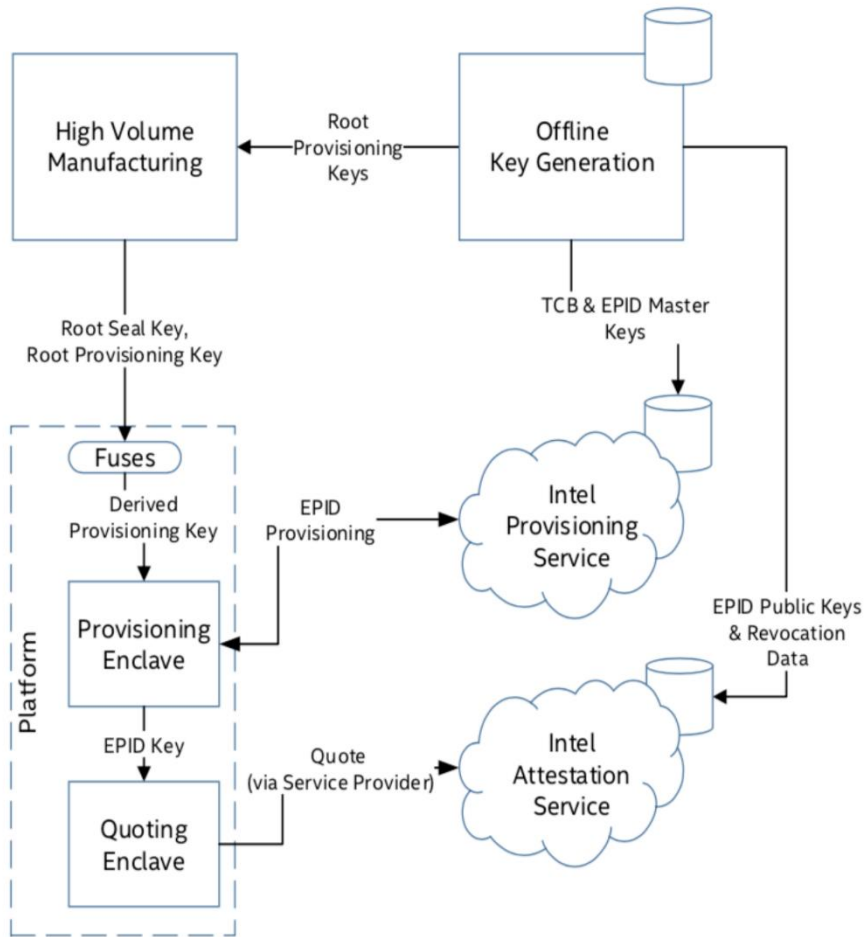 High Volume
Manufacturing
Root
Provisioning
Keys
Offline
Key Generation
TCB & EPID Master
Keys
Root Seal Key,
Root Provisioning Key
Fuses
Derived
Provisioning Key
EPID
Provisioning
Intel
Provisioning
Service
Provisioning
Enclave
Platform
EPID Public Keys
& Revocation
Data
EPID Key
Quote
(via Service Provider)
Intel
Attestation
Service
Quoting
Enclave